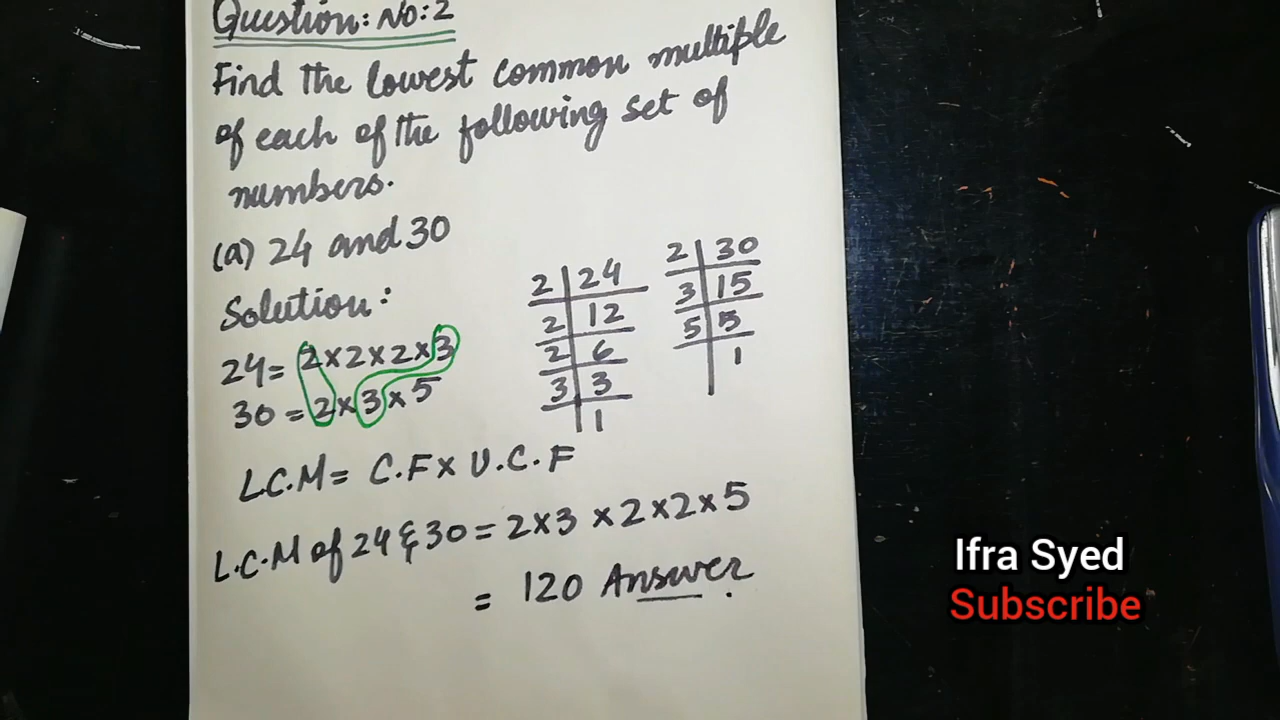 Question: No: 2
Find the lowest common multiple
of each of the following set of
numbers.
(a) 24 and 30
Solution:
24 = 2 × 2 × 2 × 3
30 = 2 × 3 × 5
2 | 24
2 | 12
2 | 6
3 | 3
| 1
2 | 30
3 | 15
5 | 5
| 1
L.C.M = C.F × U.C.F
L.C.M of 24 & 30 = 2 × 3 × 2 × 2 × 5
= 120 Answer.
Ifra Syed
Subscribe